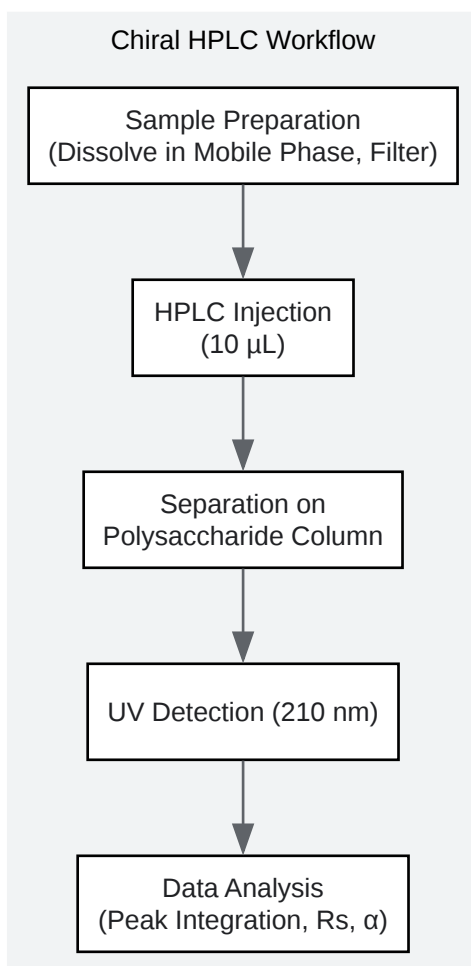 Chiral HPLC Workflow
Sample Preparation
(Dissolve in Mobile Phase, Filter)
HPLC Injection
(10 µL)
Separation on
Polysaccharide Column
UV Detection (210 nm)
Data Analysis
(Peak Integration, Rs, α)